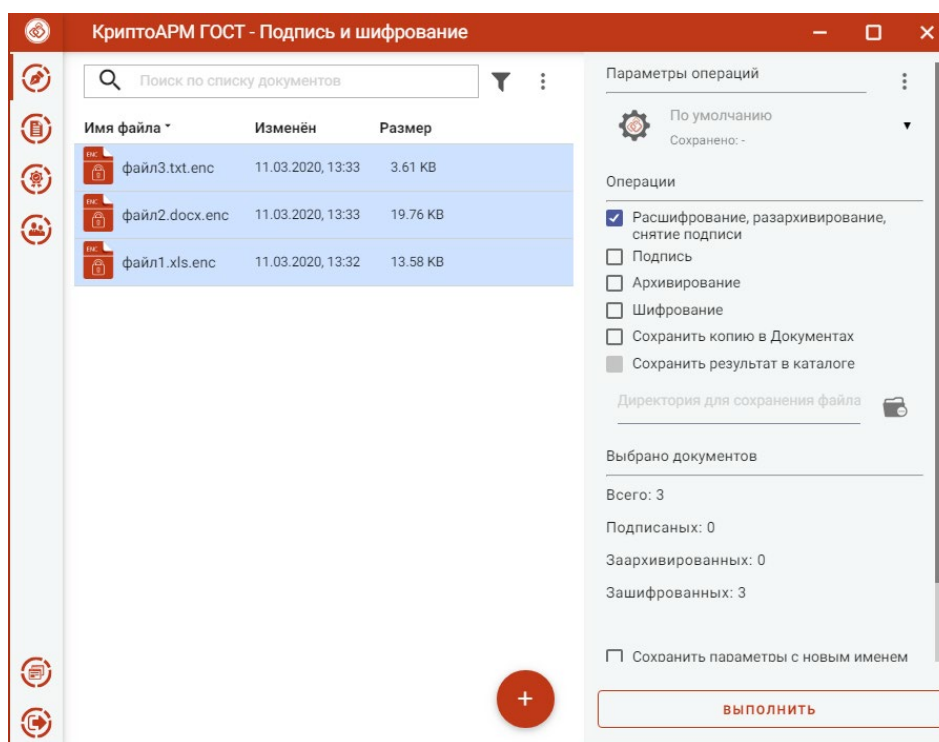 КриптоАРМ ГОСТ - Подпись и шифрование
Поиск по списку документов
Имя файла Изменён Размер
ENC файл3.txt.enc 11.03.2020, 13:33 3.61 KB
ENC файл2.docx.enc 11.03.2020, 13:33 19.76 KB
ENC файл1.xls.enc 11.03.2020, 13:32 13.58 KB
Параметры операций
По умолчанию
Сохранено: -
Операции
Расшифрование, разархивирование,
снятие подписи
Подпись
Архивирование
Шифрование
Сохранить копию в Документах
Сохранить результат в каталоге
Директория для сохранения файла
Выбрано документов
Всего: 3
Подписаных: 0
Заархивированных: 0
Зашифрованных: 3
Сохранить параметры с новым именем
ВЫПОЛНИТЬ